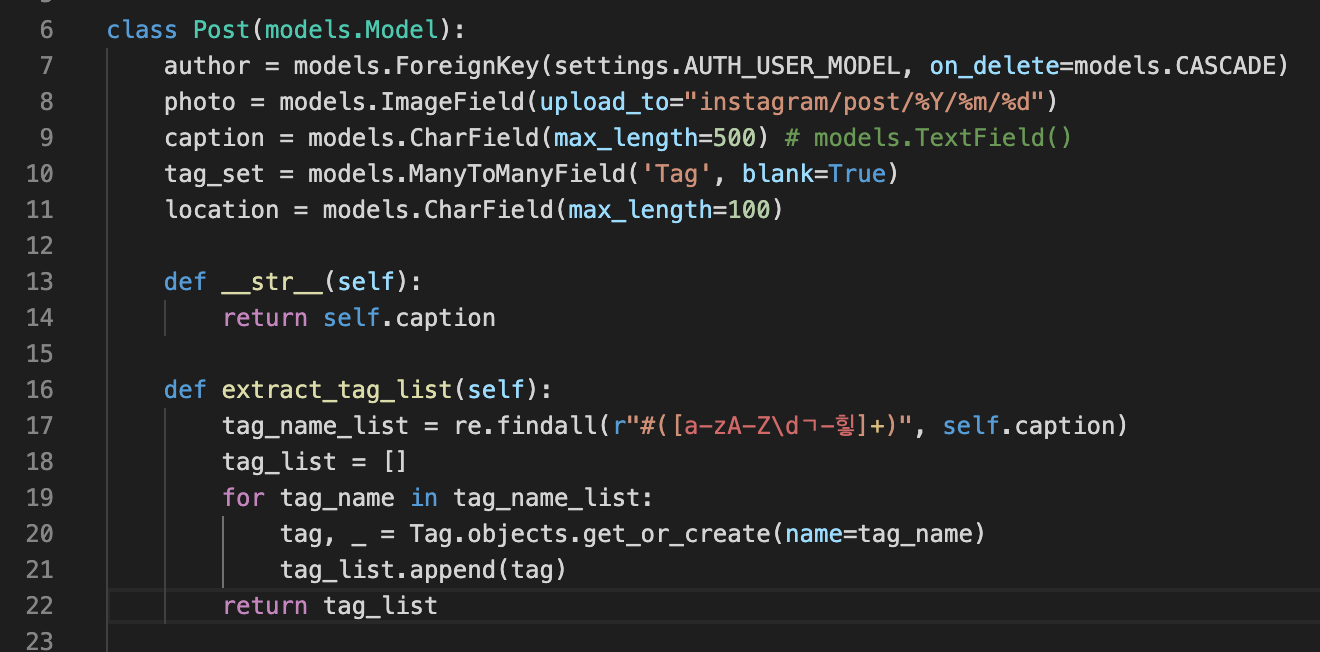 6 class Post(models.Model):
7 author = models.ForeignKey(settings.AUTH_USER_MODEL, on_delete=models.CASCADE)
8 photo = models.ImageField(upload_to="instagram/post/%Y/%m/%d")
9 caption = models.CharField(max_length=500) # models.TextField()
10 tag_set = models.ManyToManyField('Tag', blank=True)
11 location = models.CharField(max_length=100)
12
13 def __str__(self):
14 return self.caption
15
16 def extract_tag_list(self):
17 tag_name_list = re.findall(r"#([a-zA-Z\dㄱ-힣]+)", self.caption)
18 tag_list = []
19 for tag_name in tag_name_list:
20 tag, _ = Tag.objects.get_or_create(name=tag_name)
21 tag_list.append(tag)
22 return tag_list
23